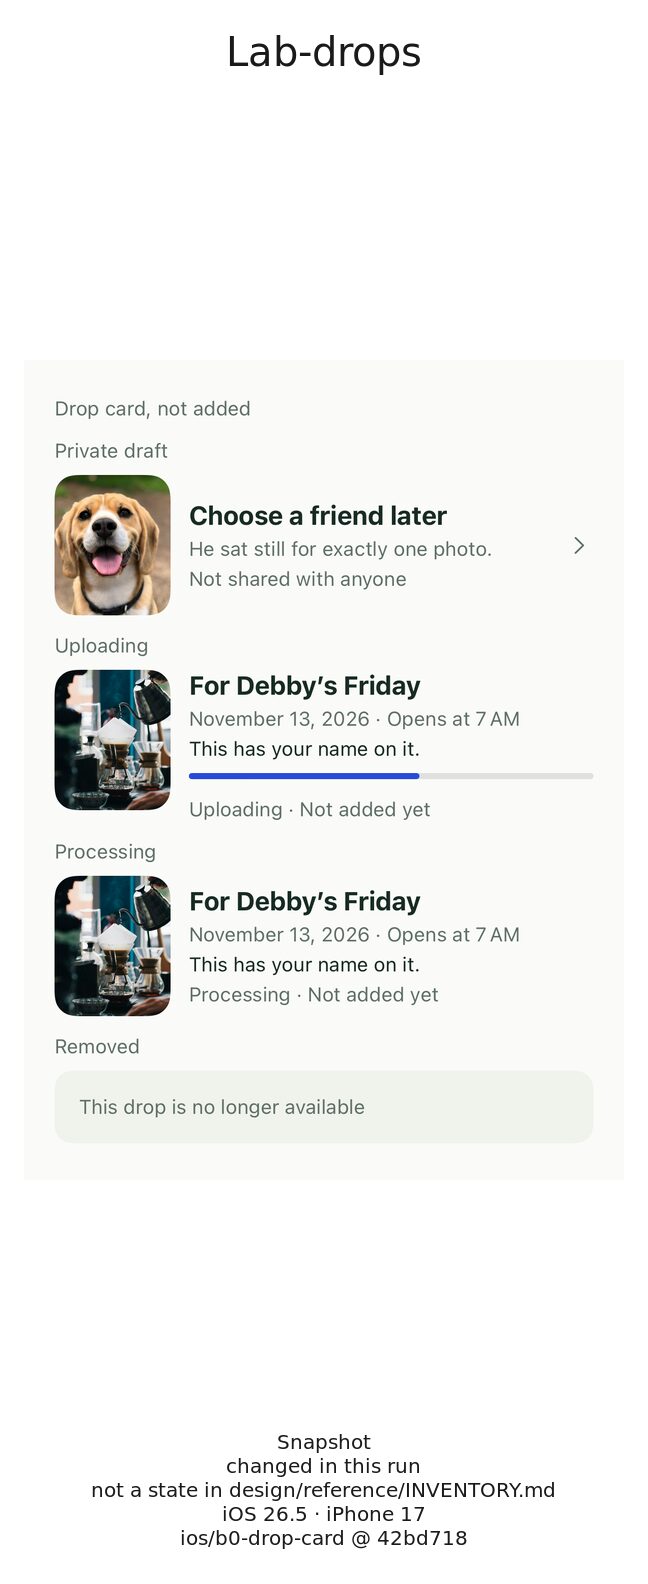 Lab-drops
Drop card, not added
Private draft
Choose a friend later
He sat still for exactly one photo.
Not shared with anyone
Uploading
For Debby’s Friday
November 13, 2026 · Opens at 7 AM
This has your name on it.
Uploading · Not added yet
Processing
For Debby’s Friday
November 13, 2026 · Opens at 7 AM
This has your name on it.
Processing · Not added yet
Removed
This drop is no longer available
Snapshot
changed in this run
not a state in design/reference/INVENTORY.md
iOS 26.5 · iPhone 17
ios/b0-drop-card @ 42bd718